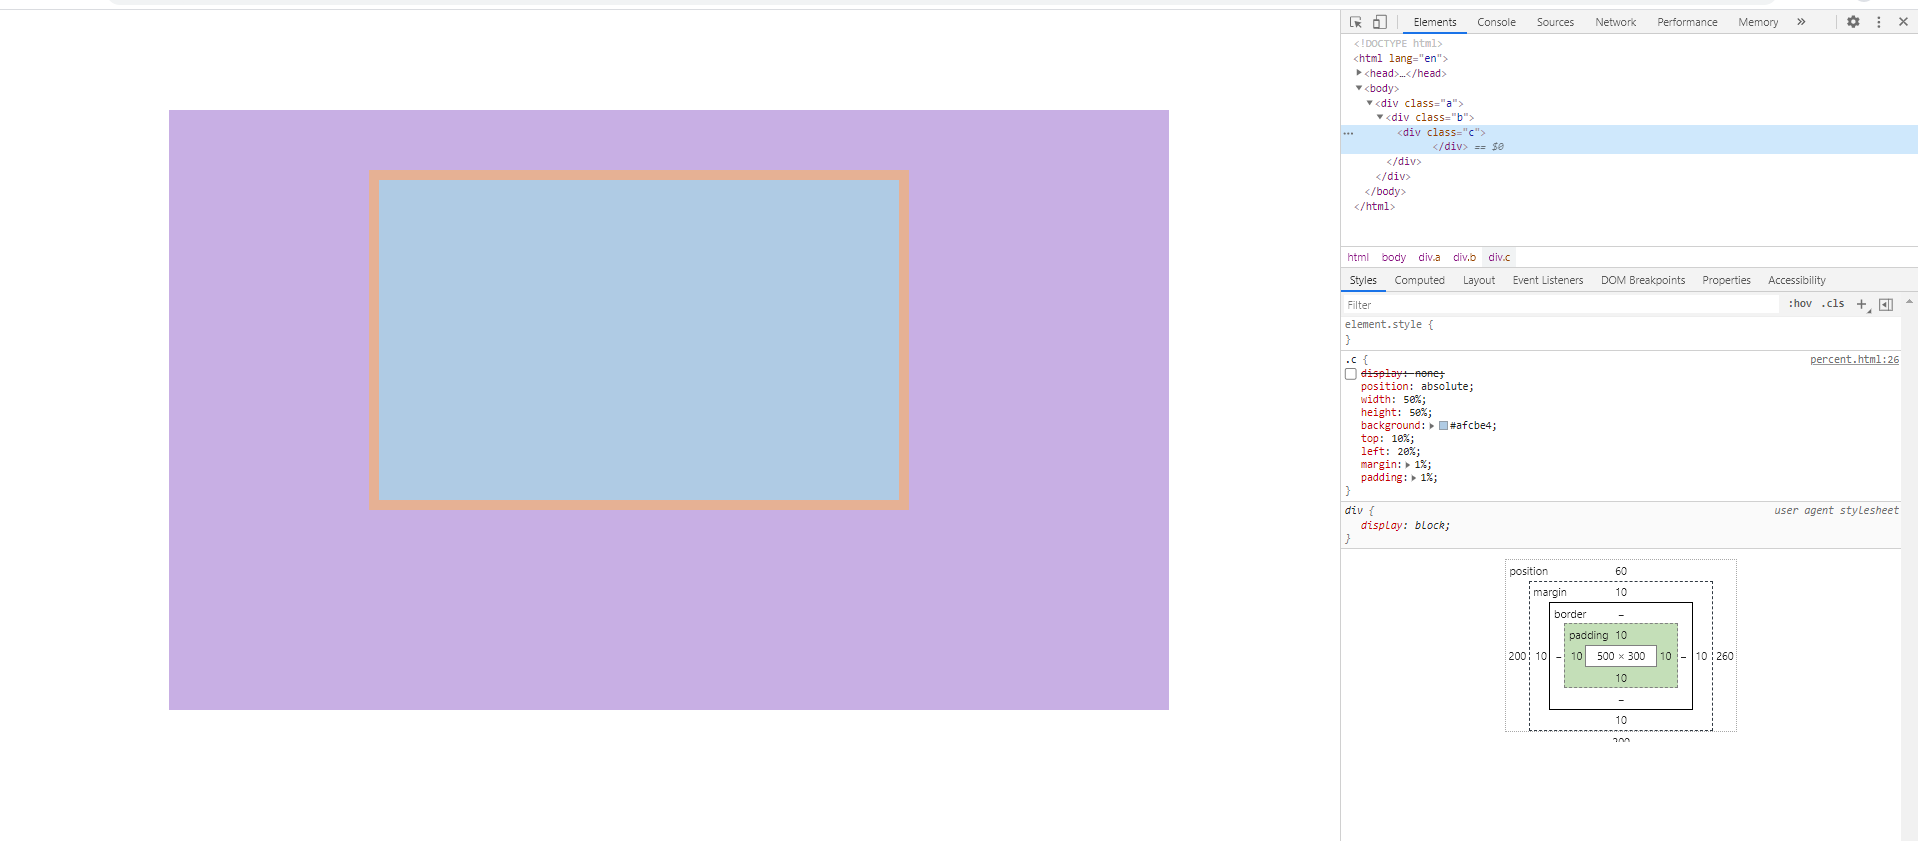 Elements Console Sources Network Performance Memory »
<!DOCTYPE html>
<html lang="en">
<head>…</head>
<body>
<div class="a">
<div class="b">
… <div class="c">
</div> == $0
</div>
</div>
</body>
</html>
html body div.a div.b div.c
Styles Computed Layout Event Listeners DOM Breakpoints Properties Accessibility
Filter :hov .cls +
element.style {
}
.c { percent.html:26
display: none;
position: absolute;
width: 50%;
height: 50%;
background: #afcbe4;
top: 10%;
left: 20%;
margin: 1%;
padding: 1%;
}
div { user agent stylesheet
display: block;
}
position 60
margin 10
border –
padding 10
200 10 – 10 500 × 300 10 – 10 260
10
–
10
200